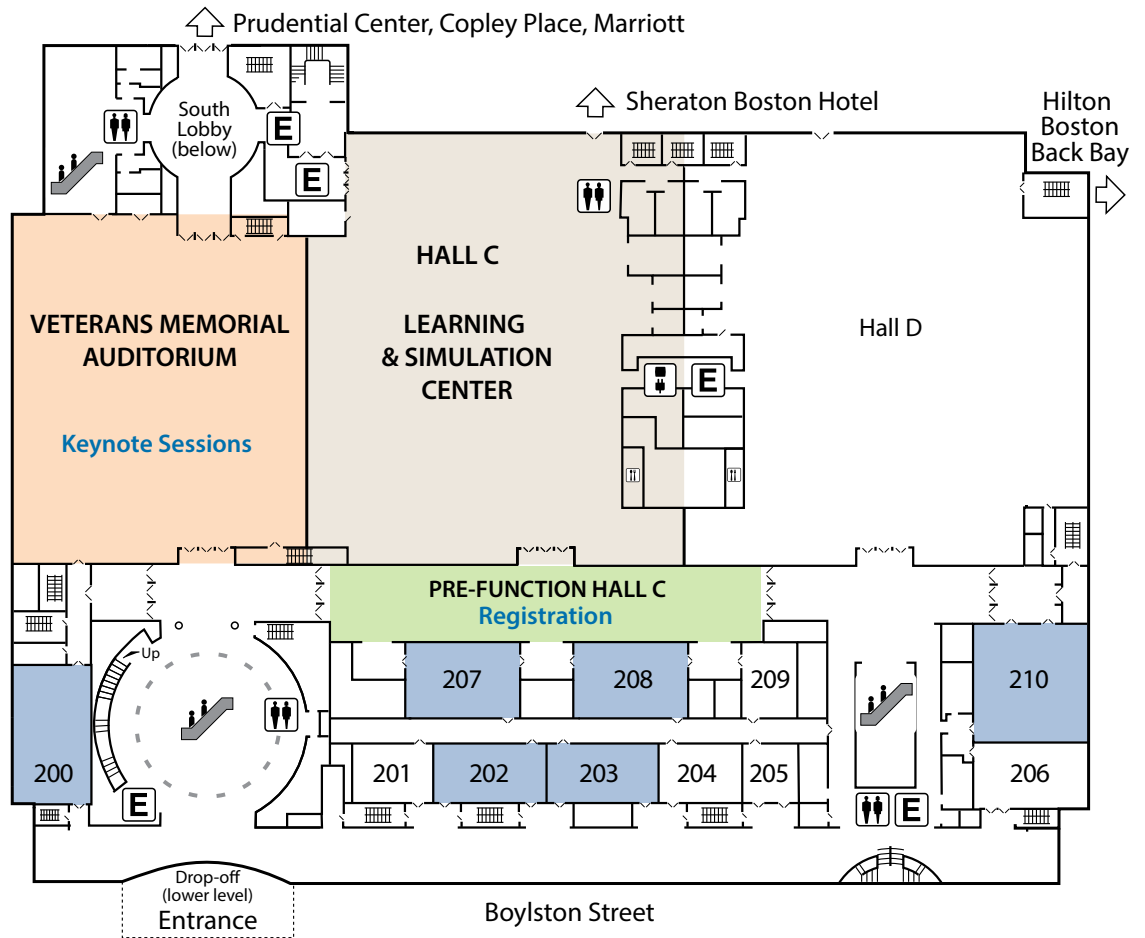 Prudential Center, Copley Place, Marriott
Sheraton Boston Hotel
Hilton
Boston
Back Bay
South
Lobby
(below)
E
E
HALL C
LEARNING
& SIMULATION
CENTER
VETERANS MEMORIAL
AUDITORIUM
Keynote Sessions
Hall D
E
PRE-FUNCTION HALL C
Registration
Up
207
208
209
210
200
201
202
203
204
205
206
E
E
Drop-off
(lower level)
Entrance
Boylston Street